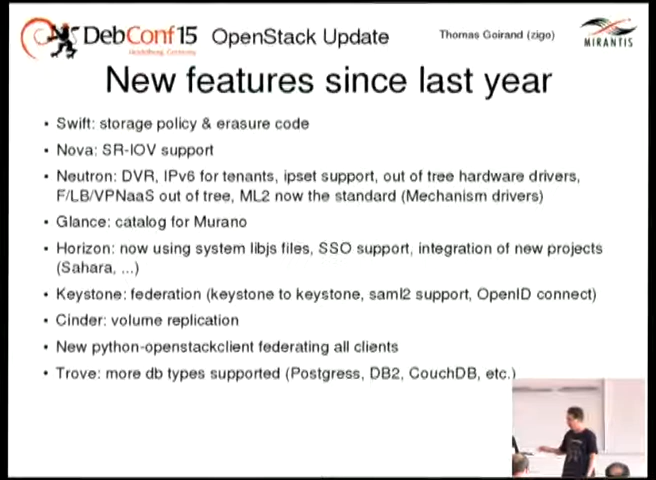 DebConf15 OpenStack Update Thomas Goirand (zigo)
Heidelberg, Germany
MIRANTIS
New features since last year
• Swift: storage policy & erasure code
• Nova: SR-IOV support
• Neutron: DVR, IPv6 for tenants, ipset support, out of tree hardware drivers,
F/LB/VPNaaS out of tree, ML2 now the standard (Mechanism drivers)
• Glance: catalog for Murano
• Horizon: now using system libjs files, SSO support, integration of new projects
(Sahara, ...)
• Keystone: federation (keystone to keystone, saml2 support, OpenID connect)
• Cinder: volume replication
• New python-openstackclient federating all clients
• Trove: more db types supported (Postgress, DB2, CouchDB, etc.)